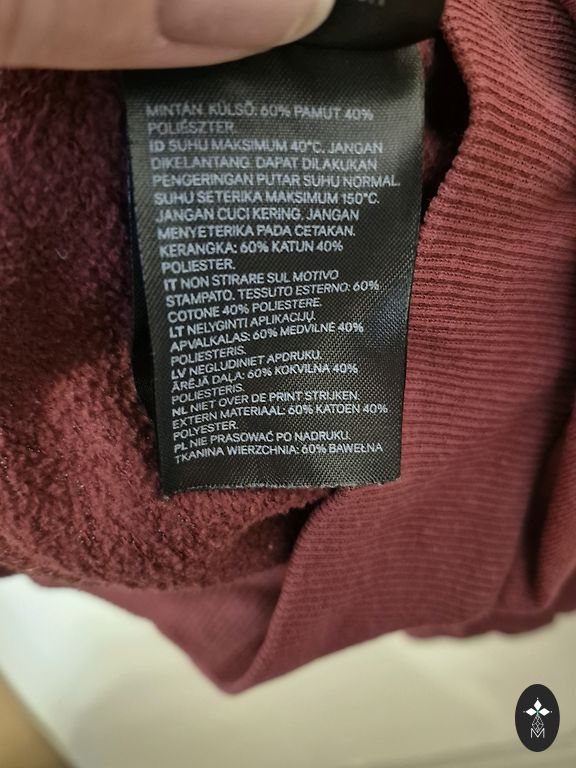 MINTÁN. KÜLSŐ: 60% PAMUT 40%
POLIÉSZTER.
ID SUHU MAKSIMUM 40°C. JANGAN
DIKELANTANG. DAPAT DILAKUKAN
PENGERINGAN PUTAR SUHU NORMAL.
SUHU SETERIKA MAKSIMUM 150°C.
JANGAN CUCI KERING. JANGAN
MENYETERIKA PADA CETAKAN.
KERANGKA: 60% KATUN 40%
POLIESTER.
IT NON STIRARE SUL MOTIVO
STAMPATO. TESSUTO ESTERNO: 60%
COTONE 40% POLIESTERE.
LT NELYGINTI APLIKACIJŲ.
APVALKALAS: 60% MEDVILNĖ 40%
POLIESTERIS.
LV NEGLUDINIET APDRUKU.
ĀRĒJĀ DAĻA: 60% KOKVILNA 40%
POLIESTERIS.
NL NIET OVER DE PRINT STRIJKEN.
EXTERN MATERIAAL: 60% KATOEN 40%
POLYESTER.
PL NIE PRASOWAĆ PO NADRUKU.
TKANINA WIERZCHNIA: 60% BAWEŁNA
M